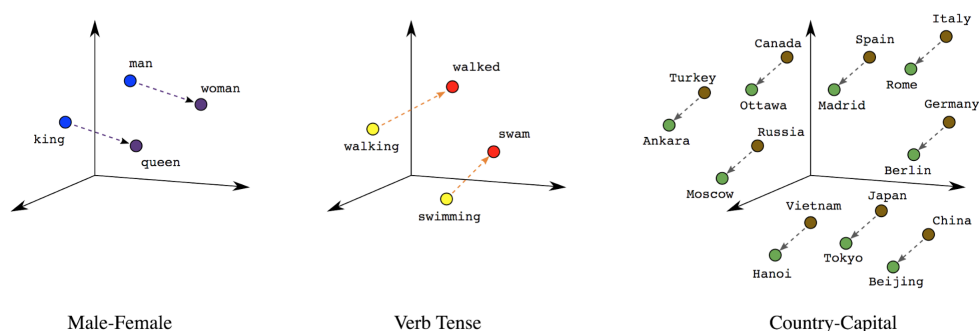 man
woman
king
queen
Male-Female
walked
walking
swam
swimming
Verb Tense
Italy
Canada
Spain
Rome
Turkey
Ottawa
Madrid
Germany
Ankara
Russia
Berlin
Moscow
Vietnam
Japan
China
Tokyo
Hanoi
Beijing
Country-Capital